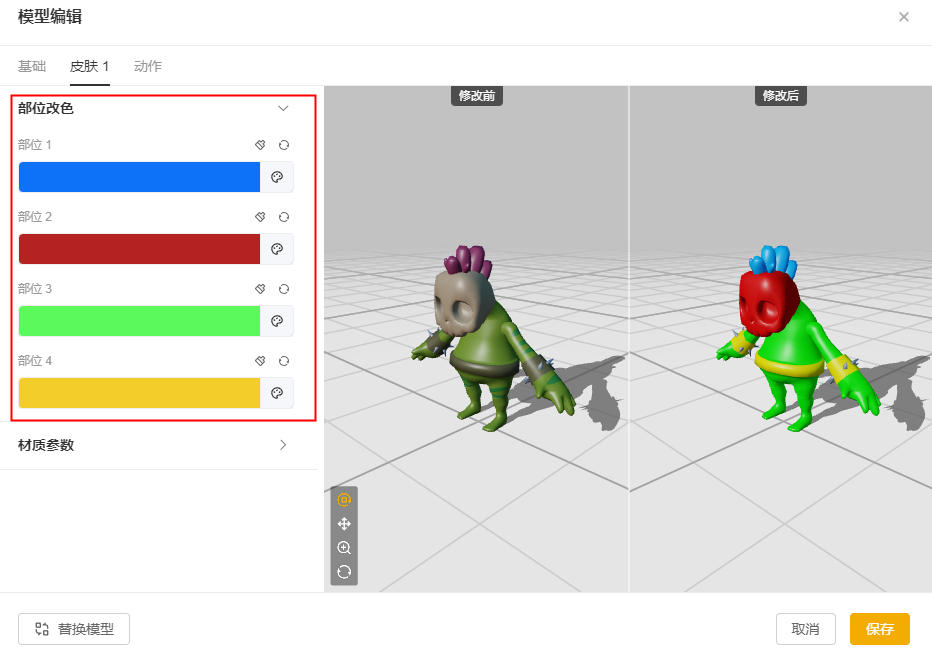 模型编辑
基础 皮肤 1 动作
部位改色
部位 1
部位 2
部位 3
部位 4
材质参数
修改前
修改后
替换模型
取消
保存